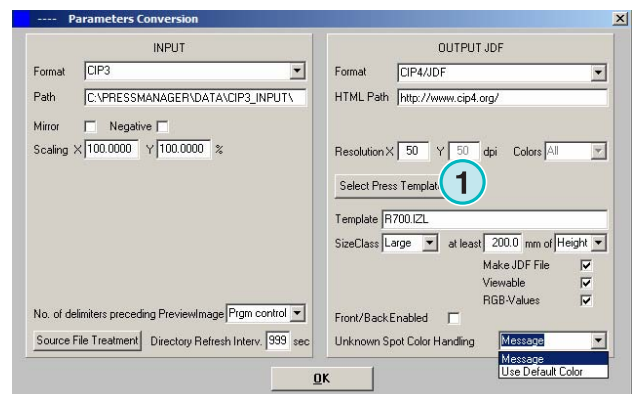 ---- Parameters Conversion
INPUT
Format CIP3
Path C:\PRESSMANAGER\DATA\CIP3_INPUT\
Mirror Negative
Scaling X 100.0000 Y 100.0000 %
No. of delimiters preceding PreviewImage Prgm control
Source File Treatment Directory Refresh Interv. 999 sec
OUTPUT JDF
Format CIP4/JDF
HTML Path http://www.cip4.org/
Resolution X 50 Y 50 dpi Colors All
Select Press Templat 1
Template R700.IZL
SizeClass Large at least 200.0 mm of Height
Make JDF File
Viewable
RGB-Values
Front/Back Enabled
Unknown Spot Color Handling Message
Message
Use Default Color
OK